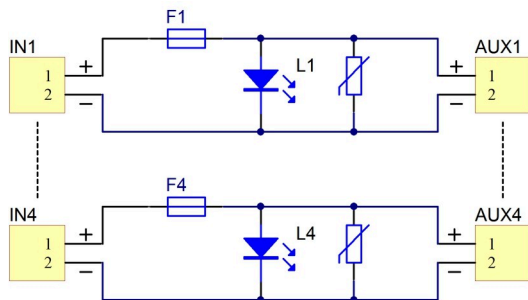 F1
IN1 AUX1
+ L1 +
1 1
2 2
− −
F4
IN4 AUX4
+ L4 +
1 1
2 2
− −